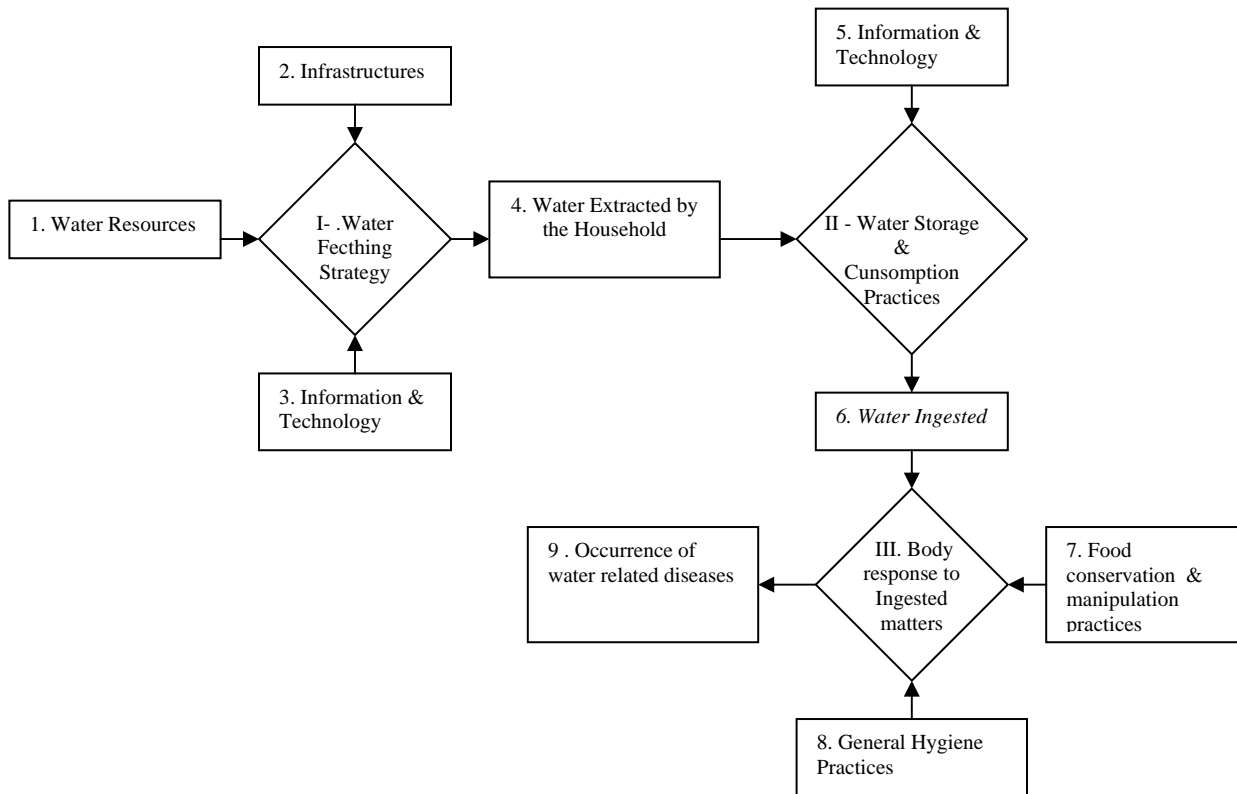 2. Infrastructures
5. Information &
Technology
1. Water Resources
I- .Water
Fecthing
Strategy
4. Water Extracted by
the Household
II - Water Storage
&
Cunsomption
Practices
3. Information &
Technology
6. Water Ingested
9 . Occurrence of
water related diseases
III. Body
response to
Ingested
matters
7. Food
conservation &
manipulation
practices
8. General Hygiene
Practices